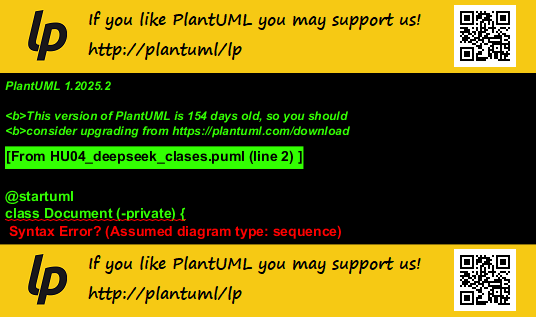 lp
If you like PlantUML you may support us!
http://plantuml/lp
PlantUML 1.2025.2
<b>This version of PlantUML is 154 days old, so you should
<b>consider upgrading from https://plantuml.com/download
[From HU04_deepseek_clases.puml (line 2) ]
@startuml
class Document (-private) {
Syntax Error? (Assumed diagram type: sequence)
lp
If you like PlantUML you may support us!
http://plantuml/lp